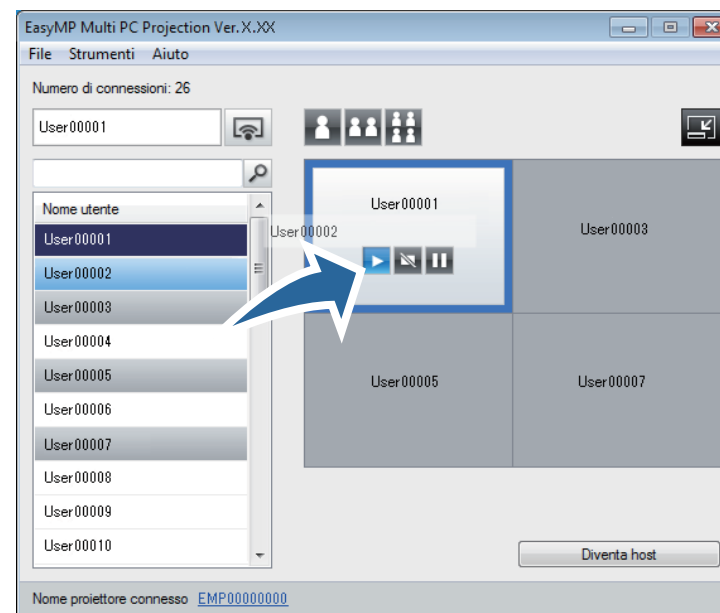 EasyMP Multi PC Projection Ver.X.XX
File Strumenti Aiuto
Numero di connessioni: 26
User00001
Nome utente
User00001
User00002
User00003
User00004
User00005
User00006
User00007
User00008
User00009
User00010
User00001
User00002
User00003
User00005
User00007
Diventa host
Nome proiettore connesso EMP00000000